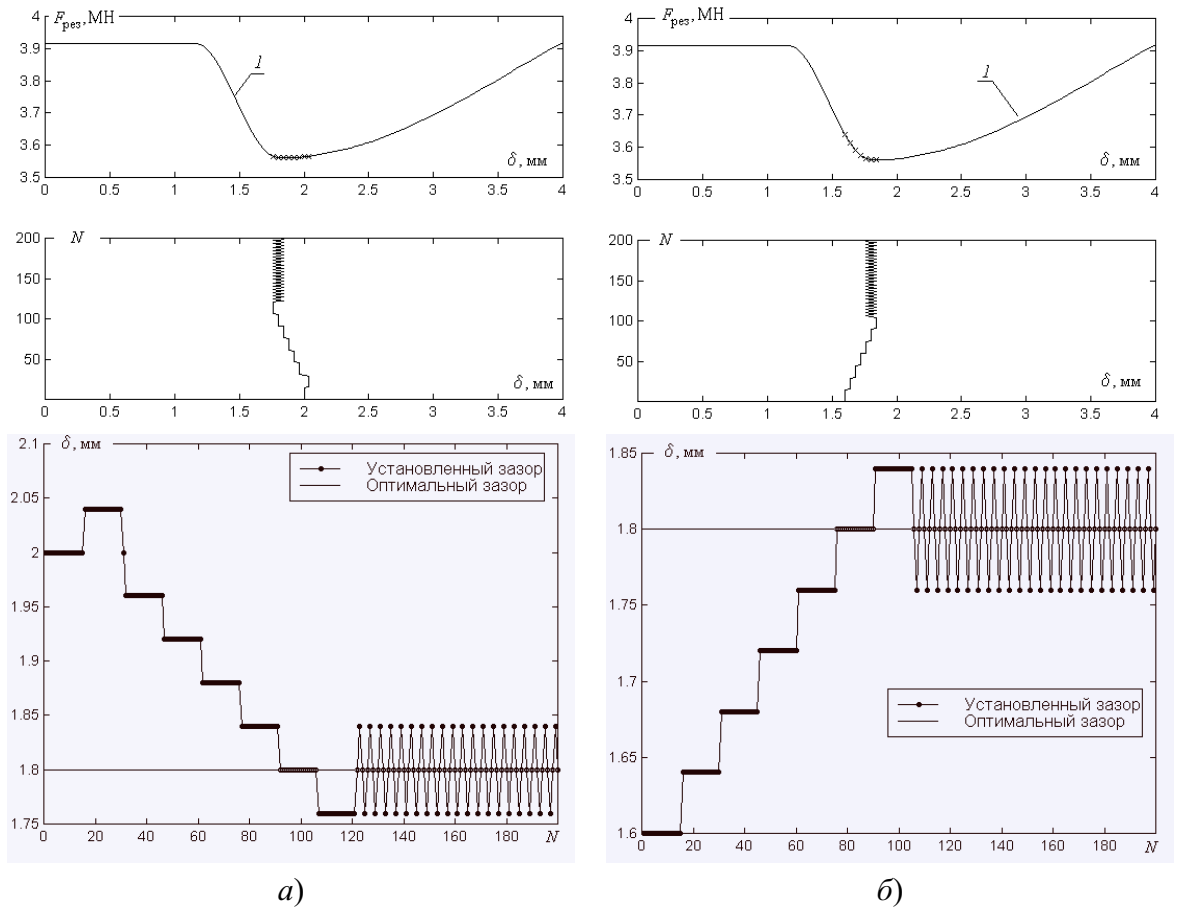 F рез, МН
4
3.9
3.8
3.7
3.6
3.5
1
δ, мм
0 0.5 1 1.5 2 2.5 3 3.5 4
F рез, МН
4
3.9
3.8
3.7
3.6
3.5
1
δ, мм
0 0.5 1 1.5 2 2.5 3 3.5 4
200 N
150
100
50
δ, мм
0 0.5 1 1.5 2 2.5 3 3.5 4
200 N
150
100
50
δ, мм
0 0.5 1 1.5 2 2.5 3 3.5 4
2.1 δ, мм
2.05
2
1.95
1.9
1.85
1.8
1.75
Установленный зазор
Оптимальный зазор
0 20 40 60 80 100 120 140 160 180 N
1.85 δ, мм
1.8
1.75
1.7
1.65
1.6
Установленный зазор
Оптимальный зазор
0 20 40 60 80 100 120 140 160 180 N
а)
б)